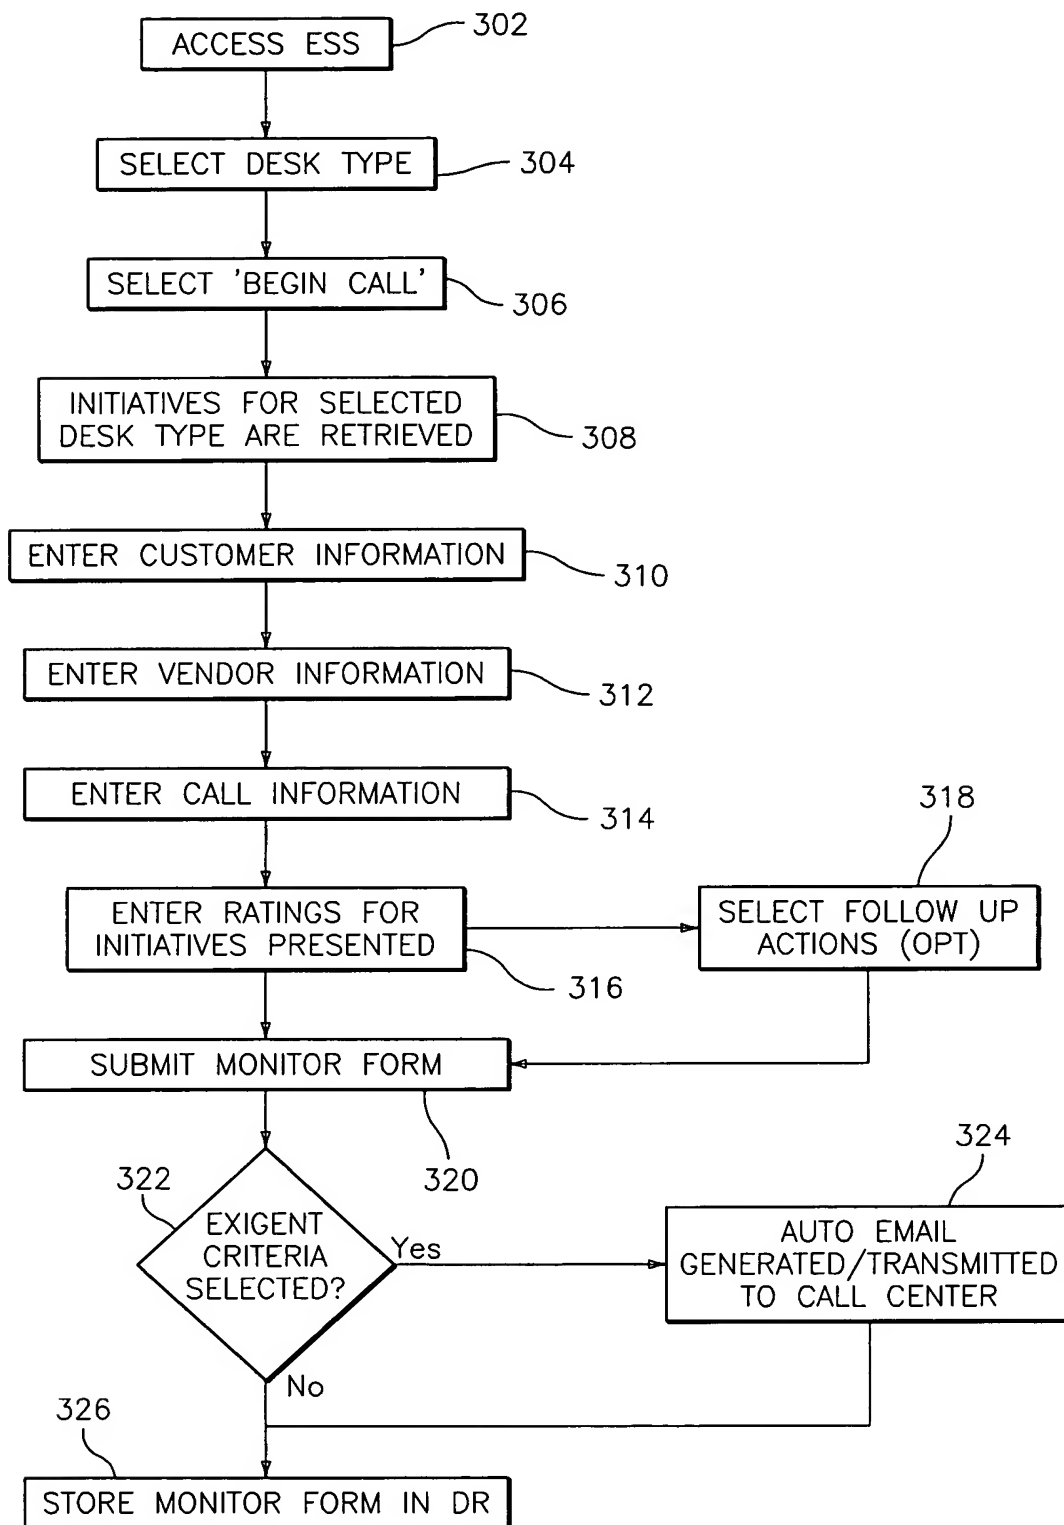 ACCESS ESS
302
SELECT DESK TYPE
304
SELECT 'BEGIN CALL'
306
INITIATIVES FOR SELECTED
DESK TYPE ARE RETRIEVED
308
ENTER CUSTOMER INFORMATION
310
ENTER VENDOR INFORMATION
312
ENTER CALL INFORMATION
314
ENTER RATINGS FOR
INITIATIVES PRESENTED
316
318
SELECT FOLLOW UP
ACTIONS (OPT)
SUBMIT MONITOR FORM
320
322
EXIGENT
CRITERIA
SELECTED?
Yes
324
AUTO EMAIL
GENERATED/TRANSMITTED
TO CALL CENTER
No
326
STORE MONITOR FORM IN DR